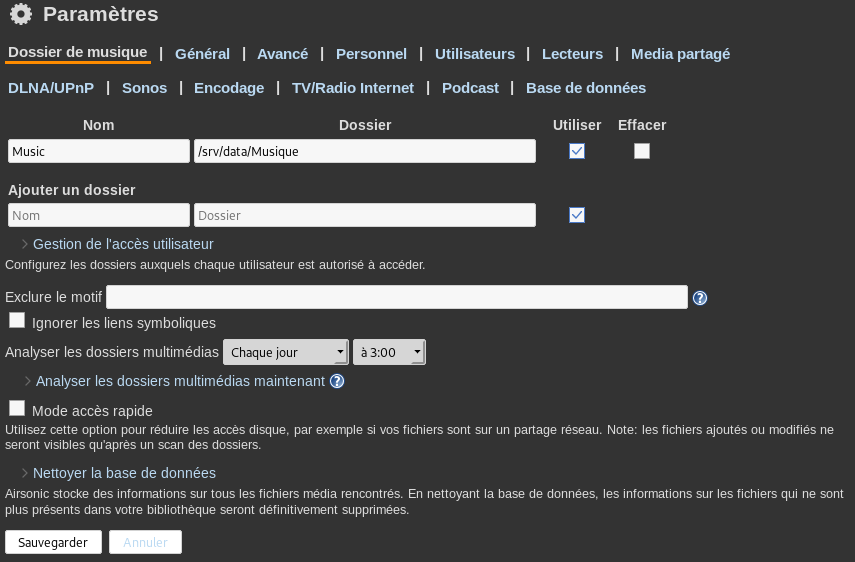 Paramètres
Dossier de musique | Général | Avancé | Personnel | Utilisateurs | Lecteurs | Media partagé
DLNA/UPnP | Sonos | Encodage | TV/Radio Internet | Podcast | Base de données
Nom Dossier Utiliser Effacer
Music /srv/data/Musique
Ajouter un dossier
Nom Dossier
Gestion de l'accès utilisateur
Configurez les dossiers auxquels chaque utilisateur est autorisé à accéder.
Exclure le motif ?
Ignorer les liens symboliques
Analyser les dossiers multimédias Chaque jour à 3:00
Analyser les dossiers multimédias maintenant ?
Mode accès rapide
Utilisez cette option pour réduire les accès disque, par exemple si vos fichiers sont sur un partage réseau. Note: les fichiers ajoutés ou modifiés ne
seront visibles qu'après un scan des dossiers.
Nettoyer la base de données
Airsonic stocke des informations sur tous les fichiers média rencontrés. En nettoyant la base de données, les informations sur les fichiers qui ne sont
plus présents dans votre bibliothèque seront définitivement supprimées.
Sauvegarder Annuler